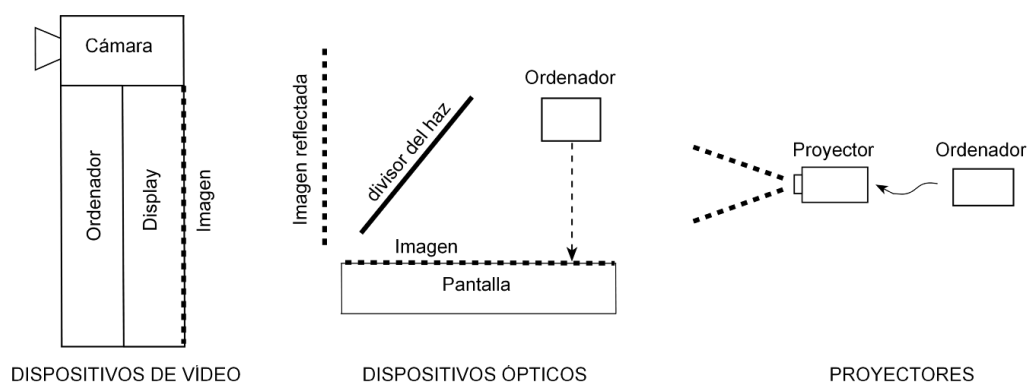 Cámara
Ordenador
Display
Imagen
DISPOSITIVOS DE VÍDEO
Imagen reflectada
divisor del haz
Ordenador
Imagen
Pantalla
DISPOSITIVOS ÓPTICOS
Proyector
Ordenador
PROYECTORES